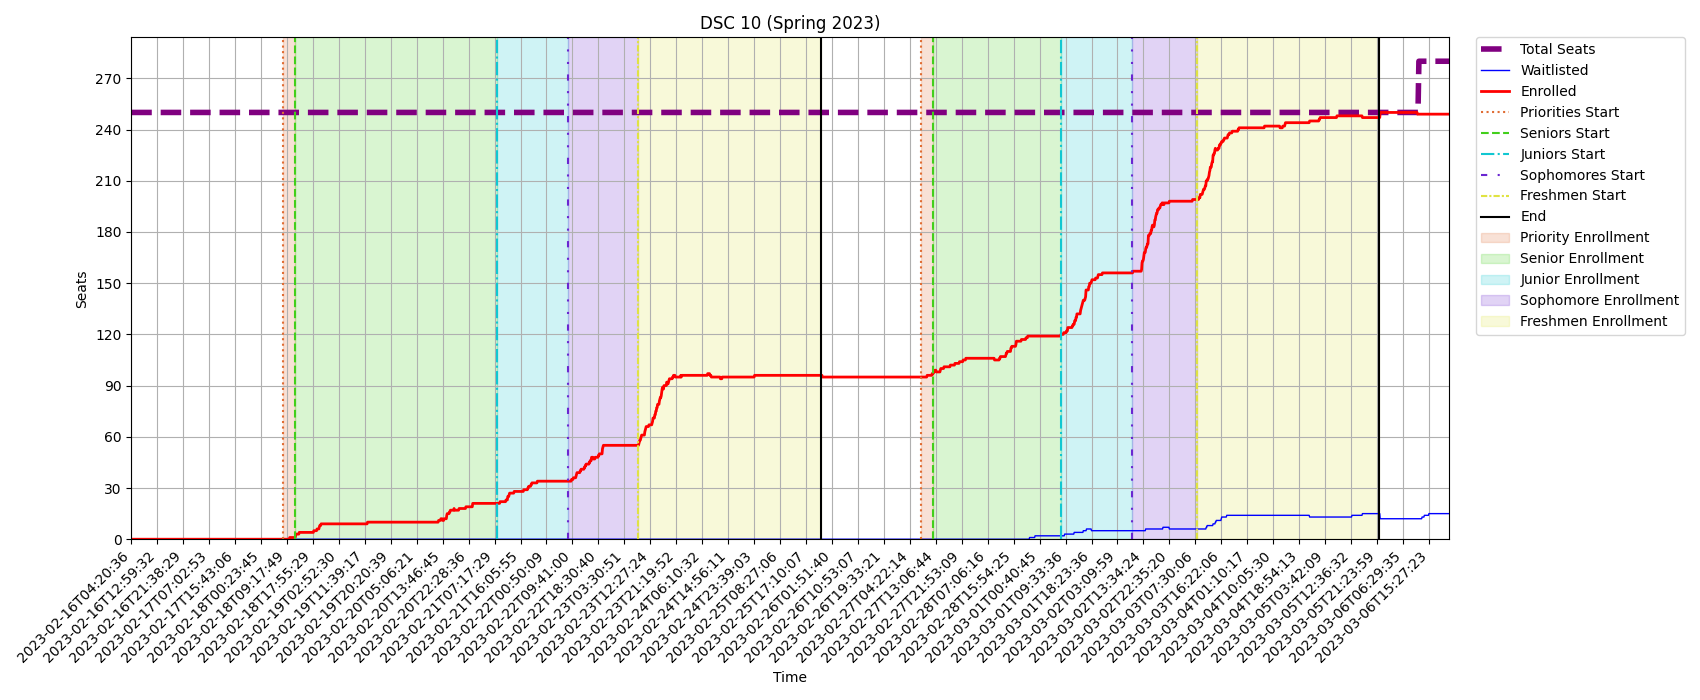 DSC 10 (Spring 2023)
Seats
270
240
210
180
150
120
90
60
30
0
2023-02-16T04:20:36
2023-02-16T12:59:32
2023-02-16T21:38:29
2023-02-17T07:02:53
2023-02-17T15:43:06
2023-02-18T00:23:45
2023-02-18T09:17:49
2023-02-18T17:55:29
2023-02-19T02:52:30
2023-02-19T11:39:17
2023-02-19T20:20:39
2023-02-20T05:06:21
2023-02-20T13:46:45
2023-02-20T22:28:36
2023-02-21T07:17:29
2023-02-21T16:05:55
2023-02-22T00:50:09
2023-02-22T09:41:00
2023-02-22T18:30:40
2023-02-23T03:30:51
2023-02-23T12:27:24
2023-02-23T21:19:52
2023-02-24T06:10:32
2023-02-24T14:56:11
2023-02-24T23:39:03
2023-02-25T08:27:06
2023-02-25T17:10:07
2023-02-26T01:51:40
2023-02-26T10:53:07
2023-02-26T19:33:21
2023-02-27T04:22:14
2023-02-27T13:06:44
2023-02-27T21:53:09
2023-02-28T07:06:16
2023-02-28T15:54:25
2023-03-01T00:40:45
2023-03-01T09:33:36
2023-03-01T18:23:36
2023-03-02T03:09:59
2023-03-02T13:34:24
2023-03-02T22:35:20
2023-03-03T07:30:06
2023-03-03T16:22:06
2023-03-04T01:10:17
2023-03-04T10:05:30
2023-03-04T18:54:13
2023-03-05T03:42:09
2023-03-05T12:36:32
2023-03-05T21:23:59
2023-03-06T06:29:35
2023-03-06T15:27:23
Time
Total Seats
Waitlisted
Enrolled
Priorities Start
Seniors Start
Juniors Start
Sophomores Start
Freshmen Start
End
Priority Enrollment
Senior Enrollment
Junior Enrollment
Sophomore Enrollment
Freshmen Enrollment